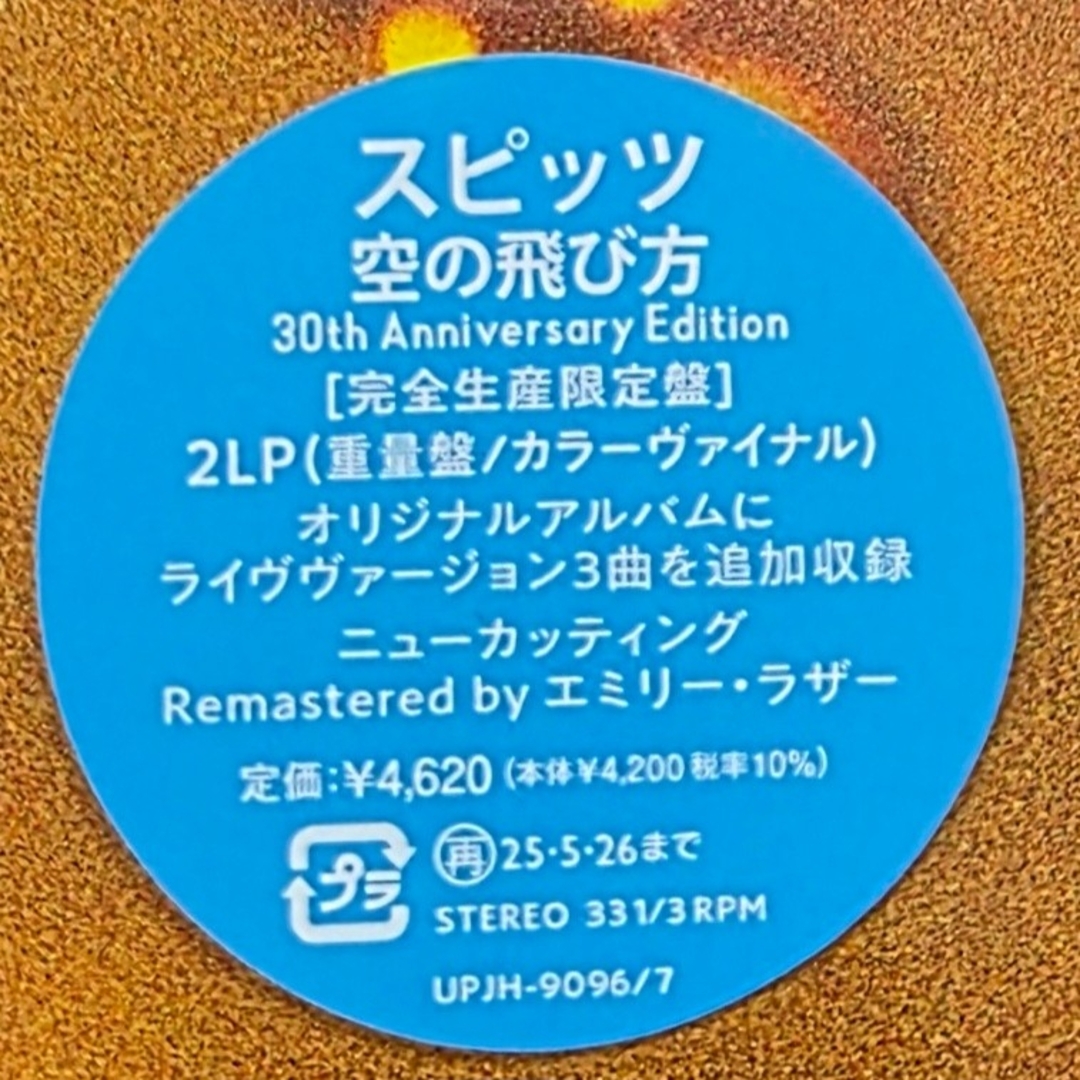 スピッツ
空の飛び方
30th Anniversary Edition
[完全生産限定盤]
2LP(重量盤/カラーヴァイナル)
オリジナルアルバムに
ライヴヴァージョン3曲を追加収録
ニューカッティング
Remastered by エミリー・ラザー
定価:¥4,620 (本体¥4,200 税率10%)
プラ
再 25・5・26まで
STEREO 331/3RPM
UPJH-9096/7